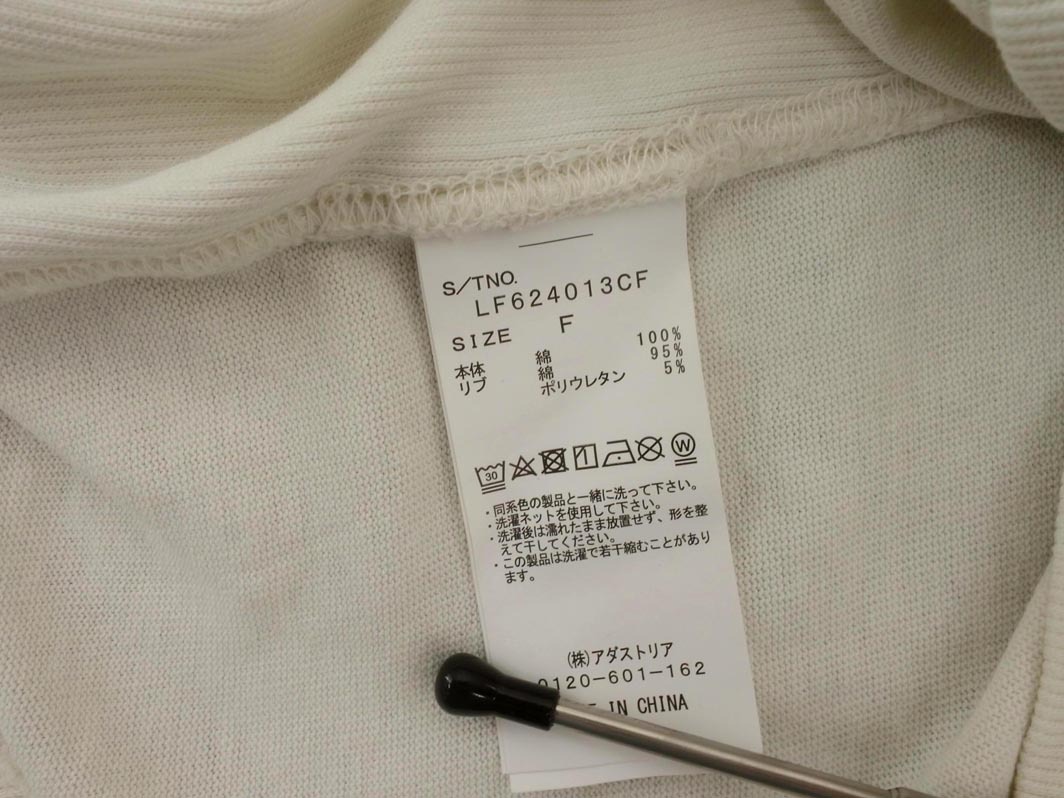 S/TNO.
LF624013CF
SIZE F
本体 綿 100%
リブ 綿 95%
ポリウレタン 5%
30 W
・同系色の製品と一緒に洗って下さい。
・洗濯ネットを使用して下さい。
・洗濯後は濡れたまま放置せず、形を整
えて干してください。
・この製品は洗濯で若干縮むことがあり
ます。
(株)アダストリア
0120-601-162
IN CHINA